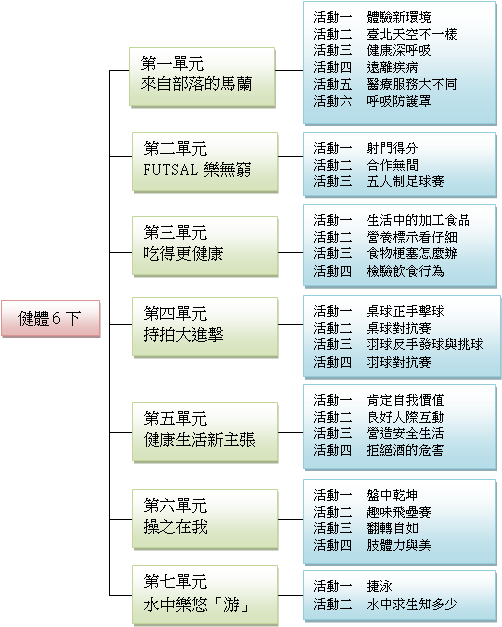 健體6下
第一單元
來自部落的馬蘭
活動一 體驗新環境
活動二 臺北天空不一樣
活動三 健康深呼吸
活動四 遠離疾病
活動五 醫療服務大不同
活動六 呼吸防護罩
第二單元
FUTSAL 樂無窮
活動一 射門得分
活動二 合作無間
活動三 五人制足球賽
第三單元
吃得更健康
活動一 生活中的加工食品
活動二 營養標示看仔細
活動三 食物梗塞怎麼辦
活動四 檢驗飲食行為
第四單元
持拍大進擊
活動一 桌球正手擊球
活動二 桌球對抗賽
活動三 羽球反手發球與挑球
活動四 羽球對抗賽
第五單元
健康生活新主張
活動一 肯定自我價值
活動二 良好人際互動
活動三 營造安全生活
活動四 拒絕酒的危害
第六單元
操之在我
活動一 盤中乾坤
活動二 趣味飛壘賽
活動三 翻轉自如
活動四 肢體力與美
第七單元
水中樂悠「游」
活動一 捷泳
活動二 水中求生知多少